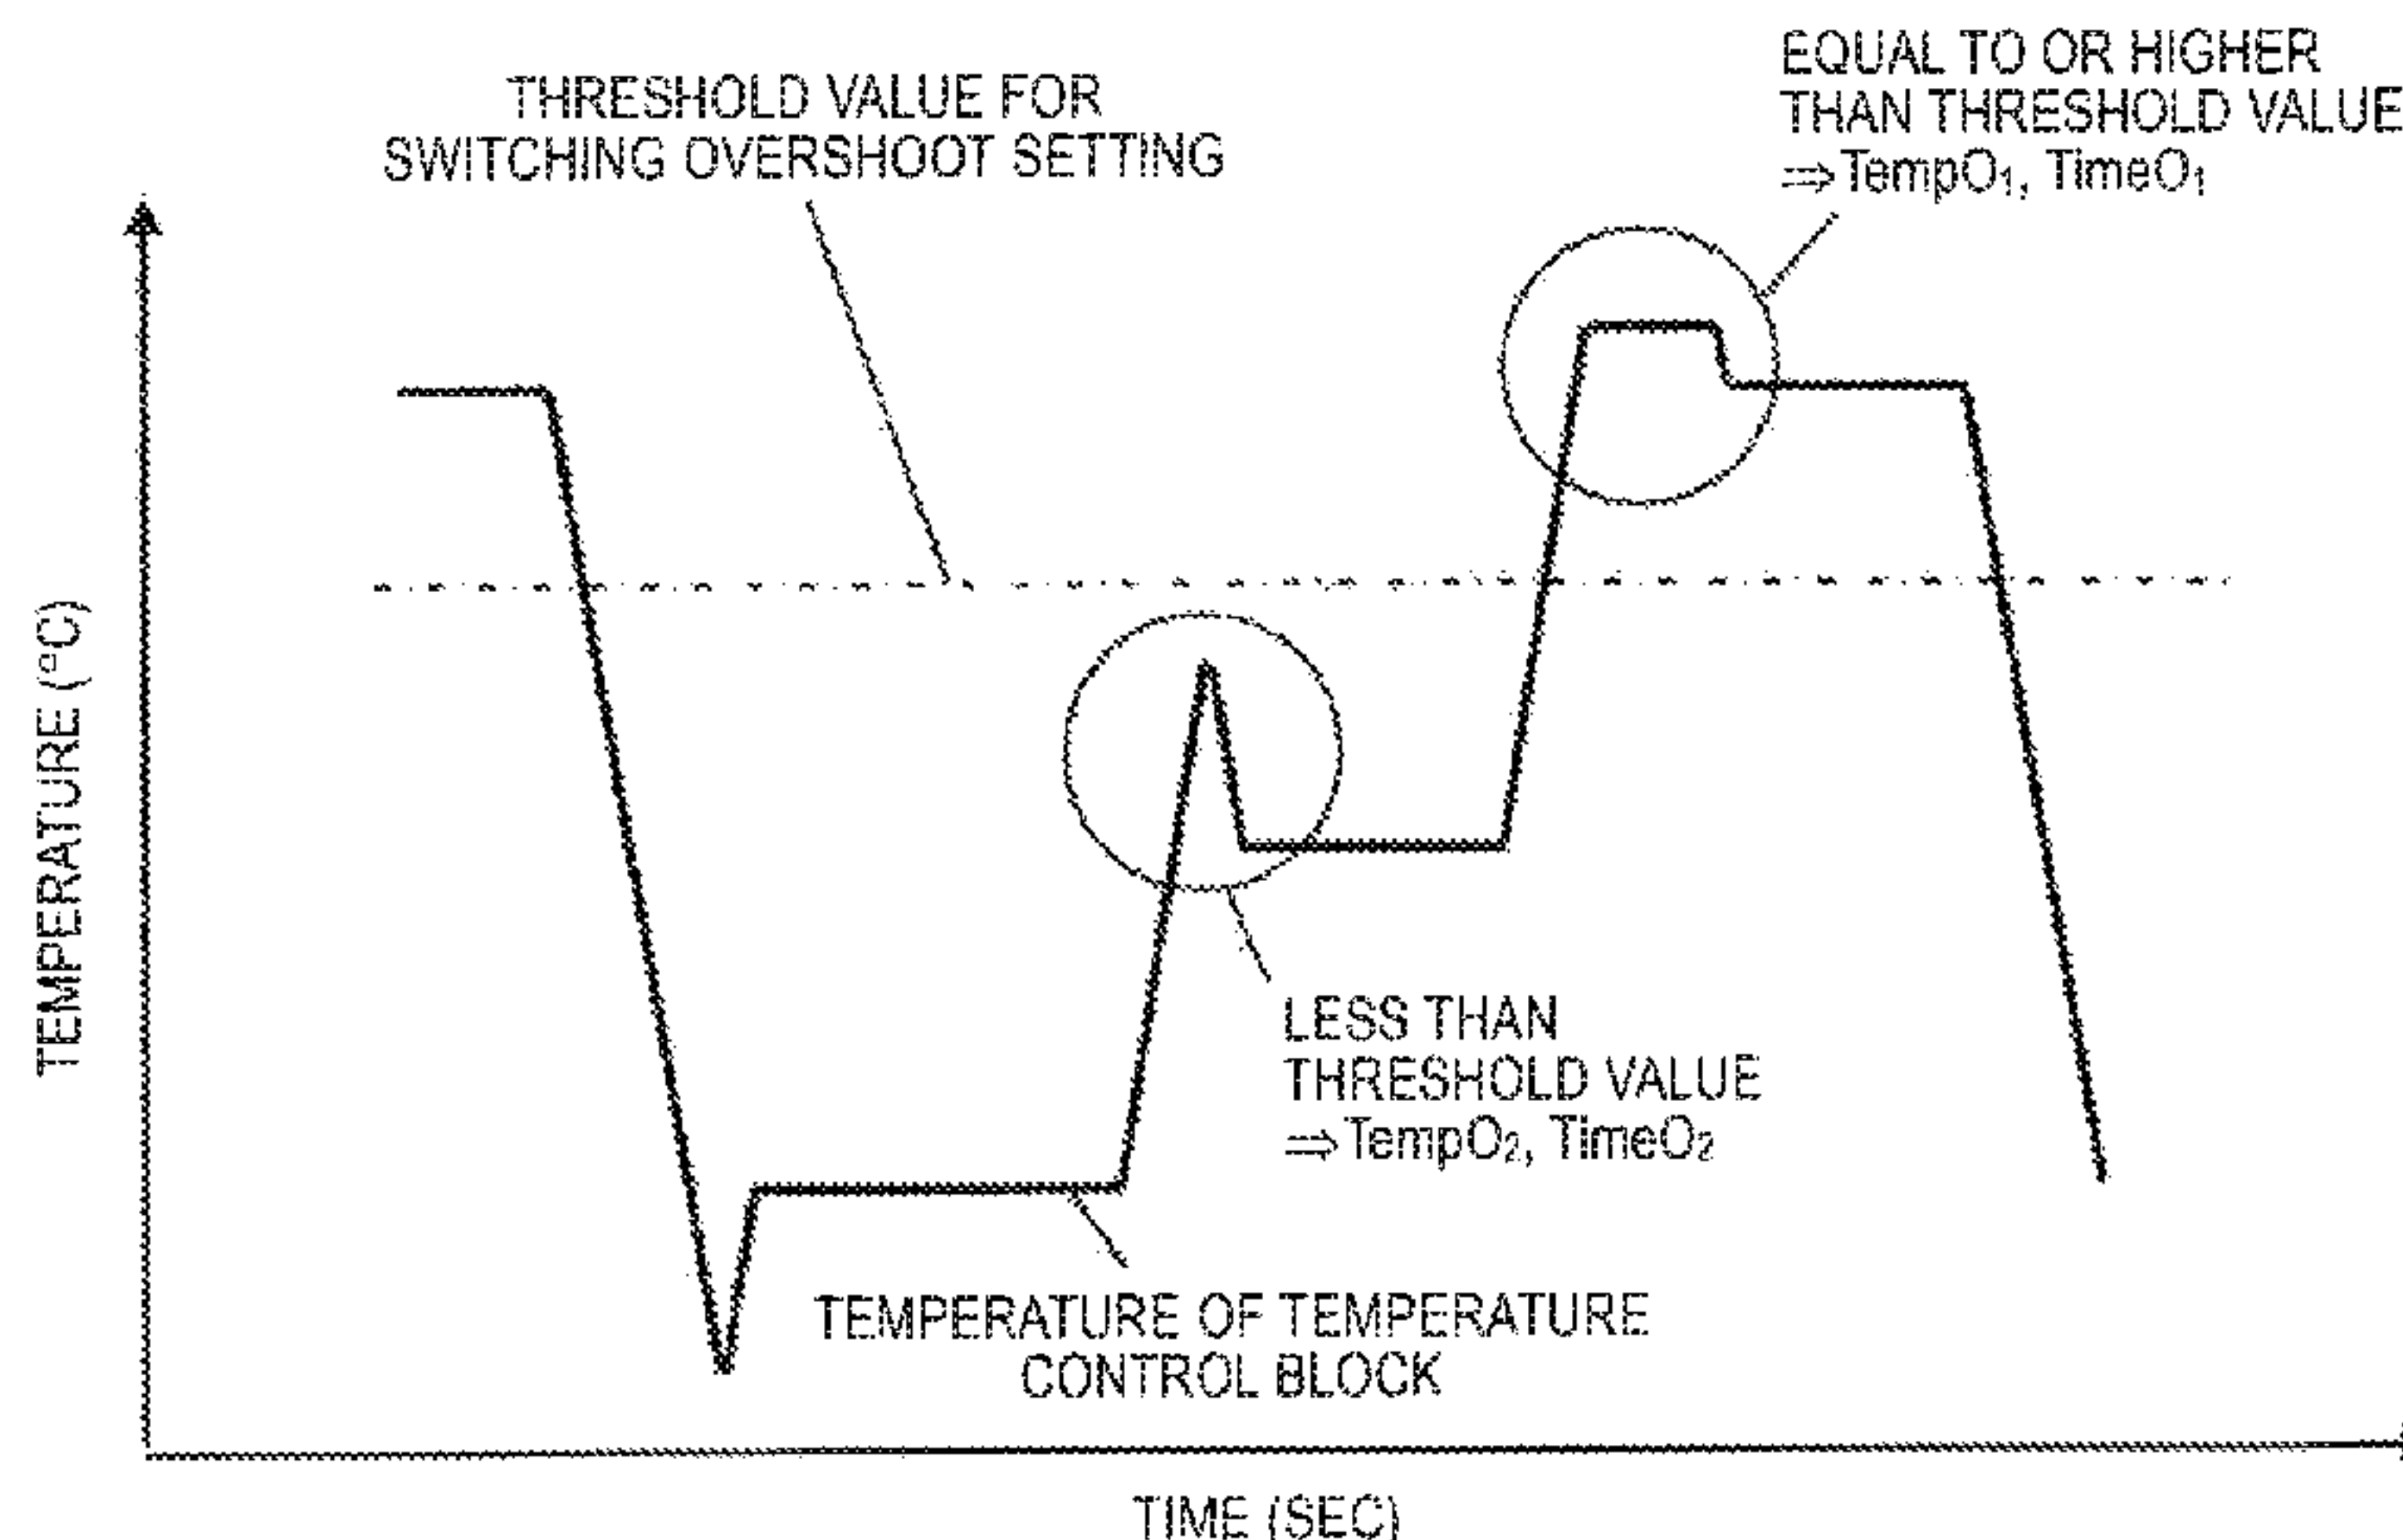 THRESHOLD VALUE FOR
SWITCHING OVERSHOOT SETTING
EQUAL TO OR HIGHER
THAN THRESHOLD VALUE
⇒TempO₁, TimeO₁
TEMPERATURE (°C)
LESS THAN
THRESHOLD VALUE
⇒TempO₂, TimeO₂
TEMPERATURE OF TEMPERATURE
CONTROL BLOCK
TIME (SEC)